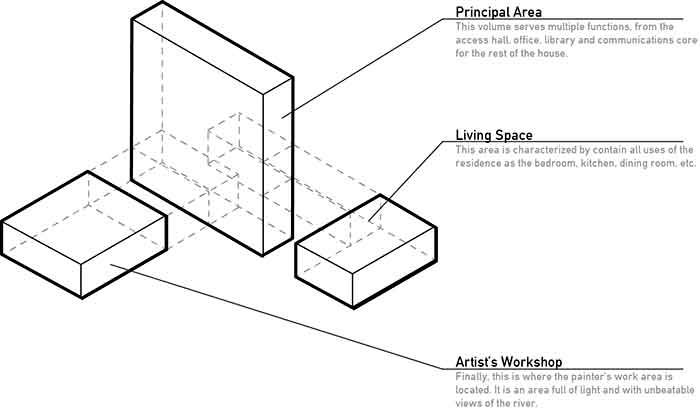 Principal Area
This volume serves multiple functions, from the
access hall, office, library and communications core
for the rest of the house.
Living Space
This area is characterized by contain all uses of the
residence as the bedroom, kitchen, dining room, etc.
Artist's Workshop
Finally, this is where the painter's work area is
located. It is an area full of light and with unbeatable
views of the river.